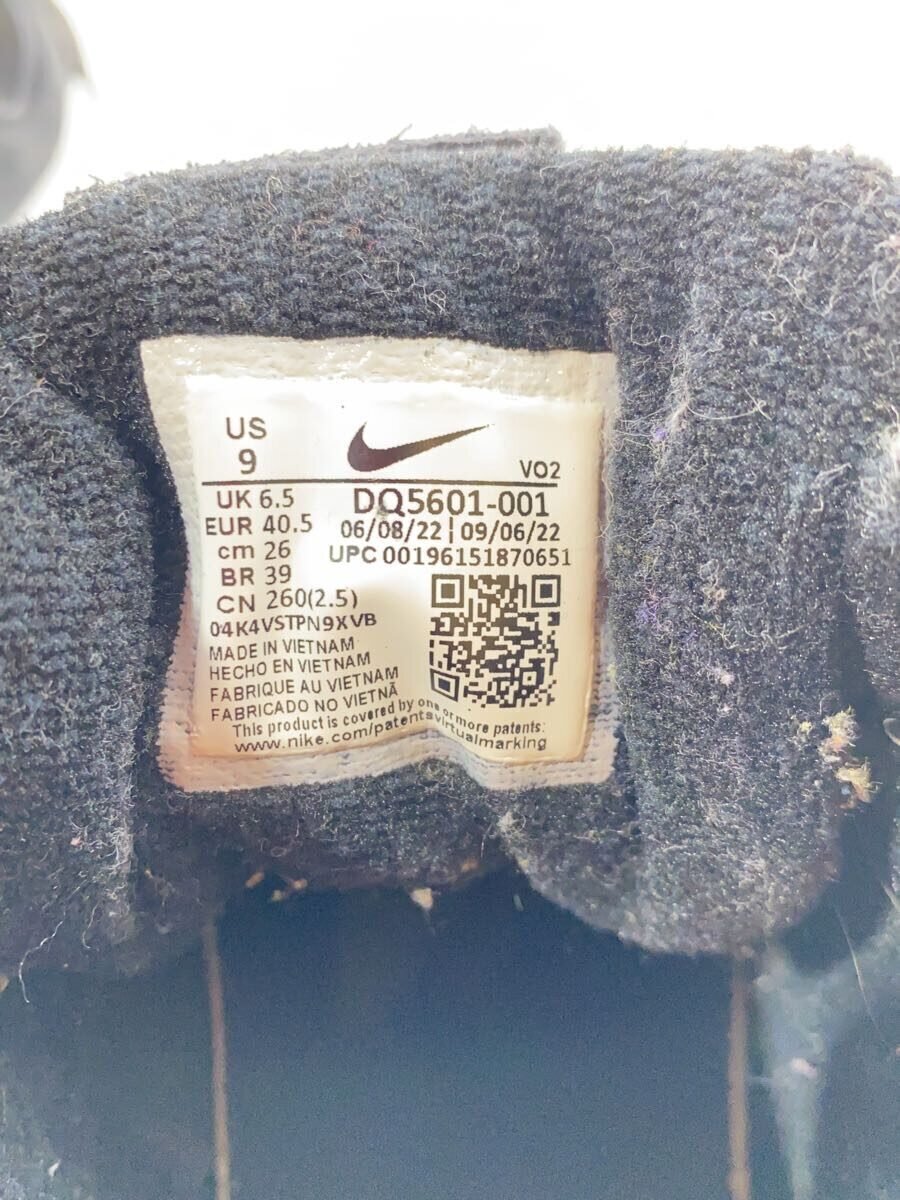 US
9
VO2
UK 6.5
EUR 40.5
cm 26
BR 39
CN 260(2.5)
DQ5601-001
06/08/22 | 09/06/22
UPC 00196151870651
04K4VSTPN9XVB
MADE IN VIETNAM
HECHO EN VIETNAM
FABRIQUE AU VIETNAM
FABRICADO NO VIETNÃ
This product is covered by one or more patents:
www.nike.com/patentsvirtualmarking